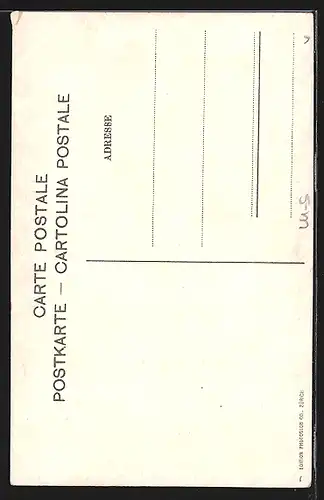 CARTE POSTALE
POSTKARTE — CARTOLINA POSTALE
ADRESSE
EDITION PHOTOGLOB CO., ZÜRICH